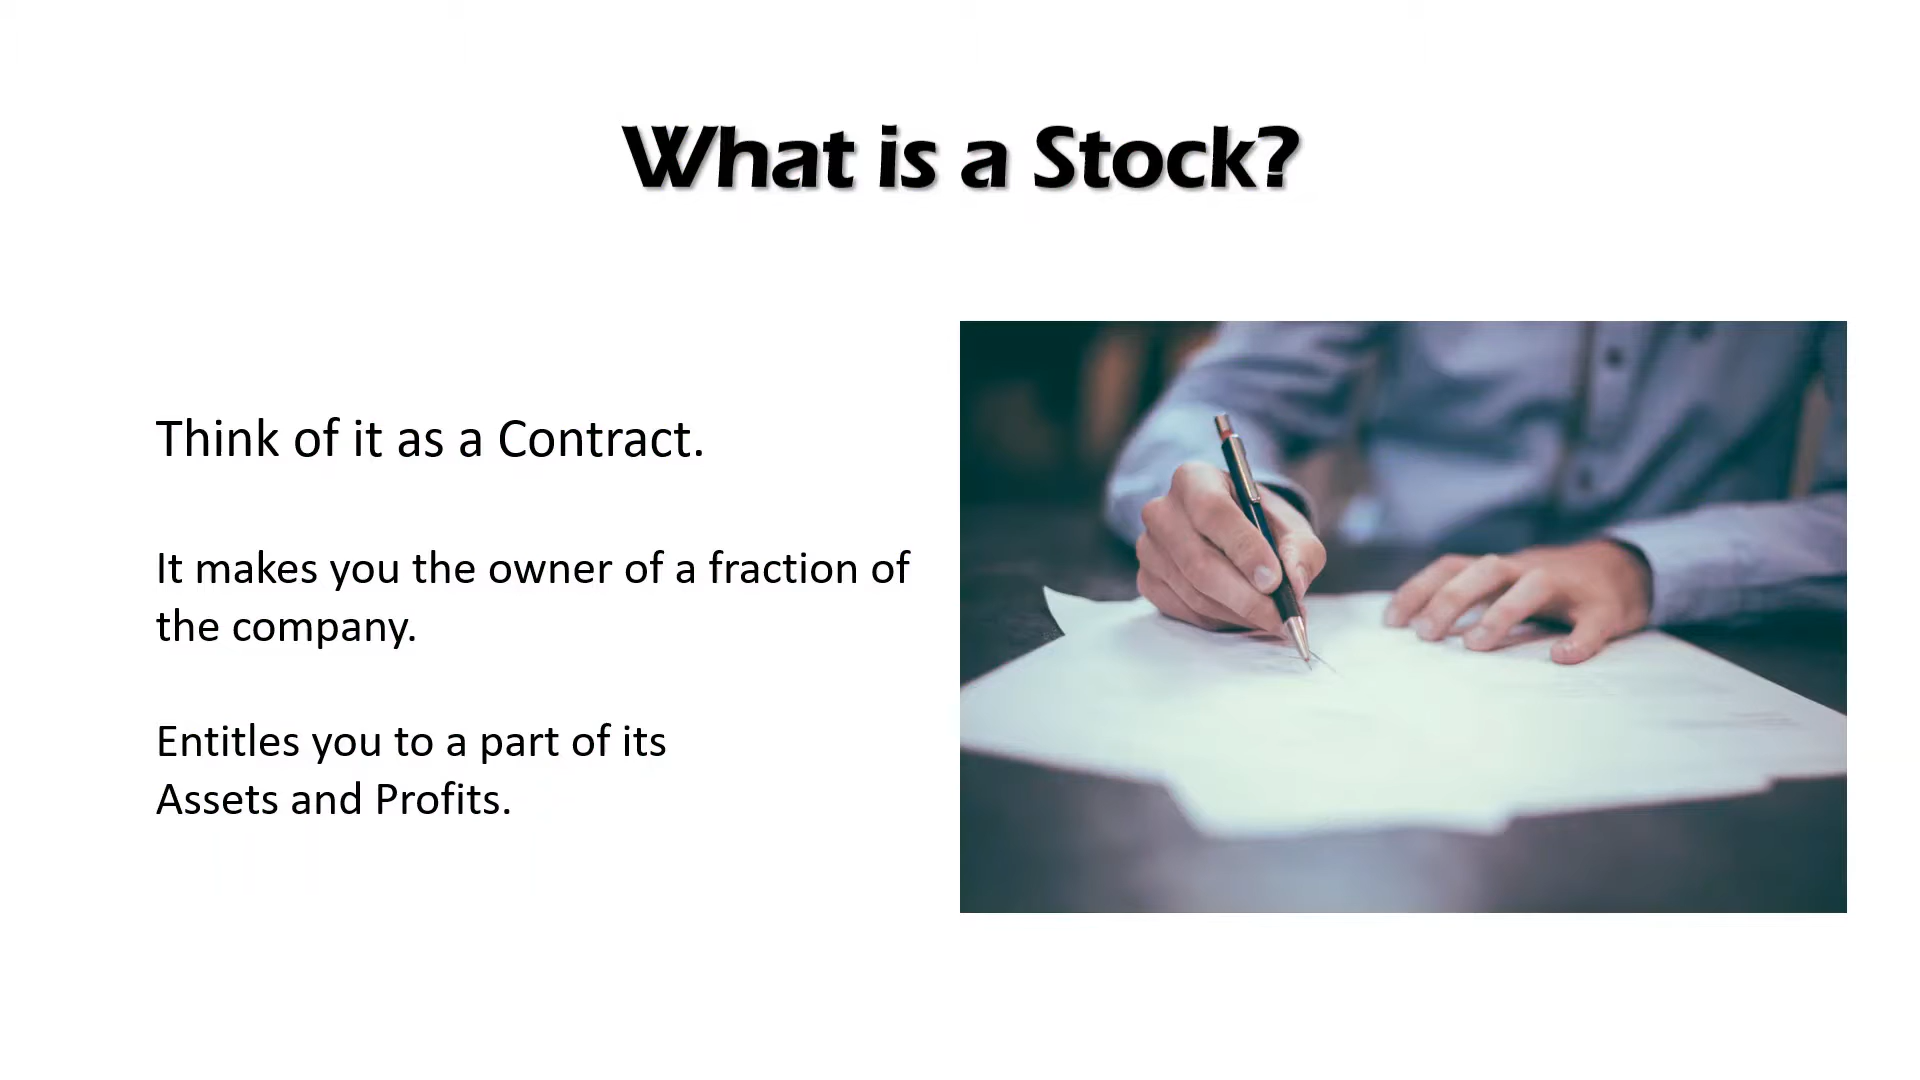 What is a Stock?
Think of it as a Contract.
It makes you the owner of a fraction of
the company.
Entitles you to a part of its
Assets and Profits.